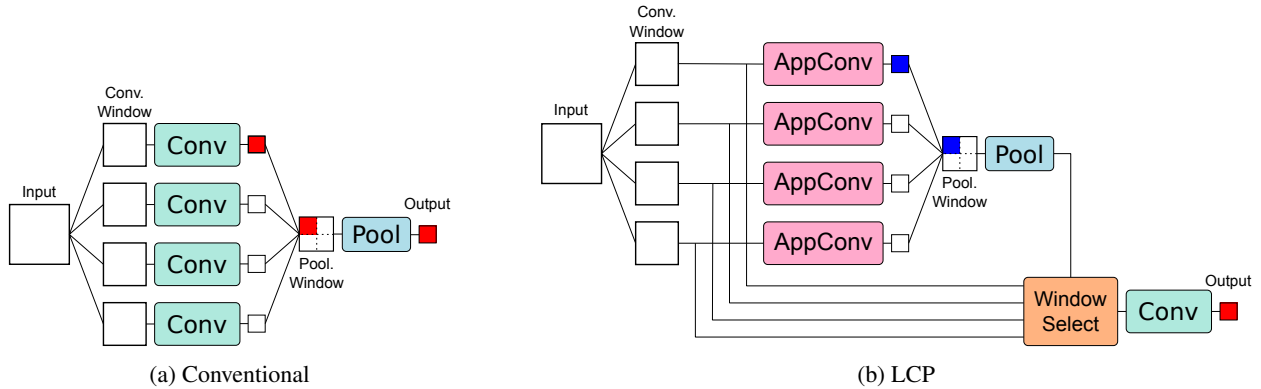 Conv.
Window
Input
Conv
Conv
Conv
Conv
Pool.
Window
Pool
Output
(a) Conventional
Conv.
Window
Input
AppConv
AppConv
AppConv
AppConv
Pool.
Window
Pool
Window
Select
Conv
Output
(b) LCP